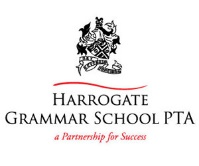 HARROGATE
GRAMMAR SCHOOL PTA
a Partnership for Success